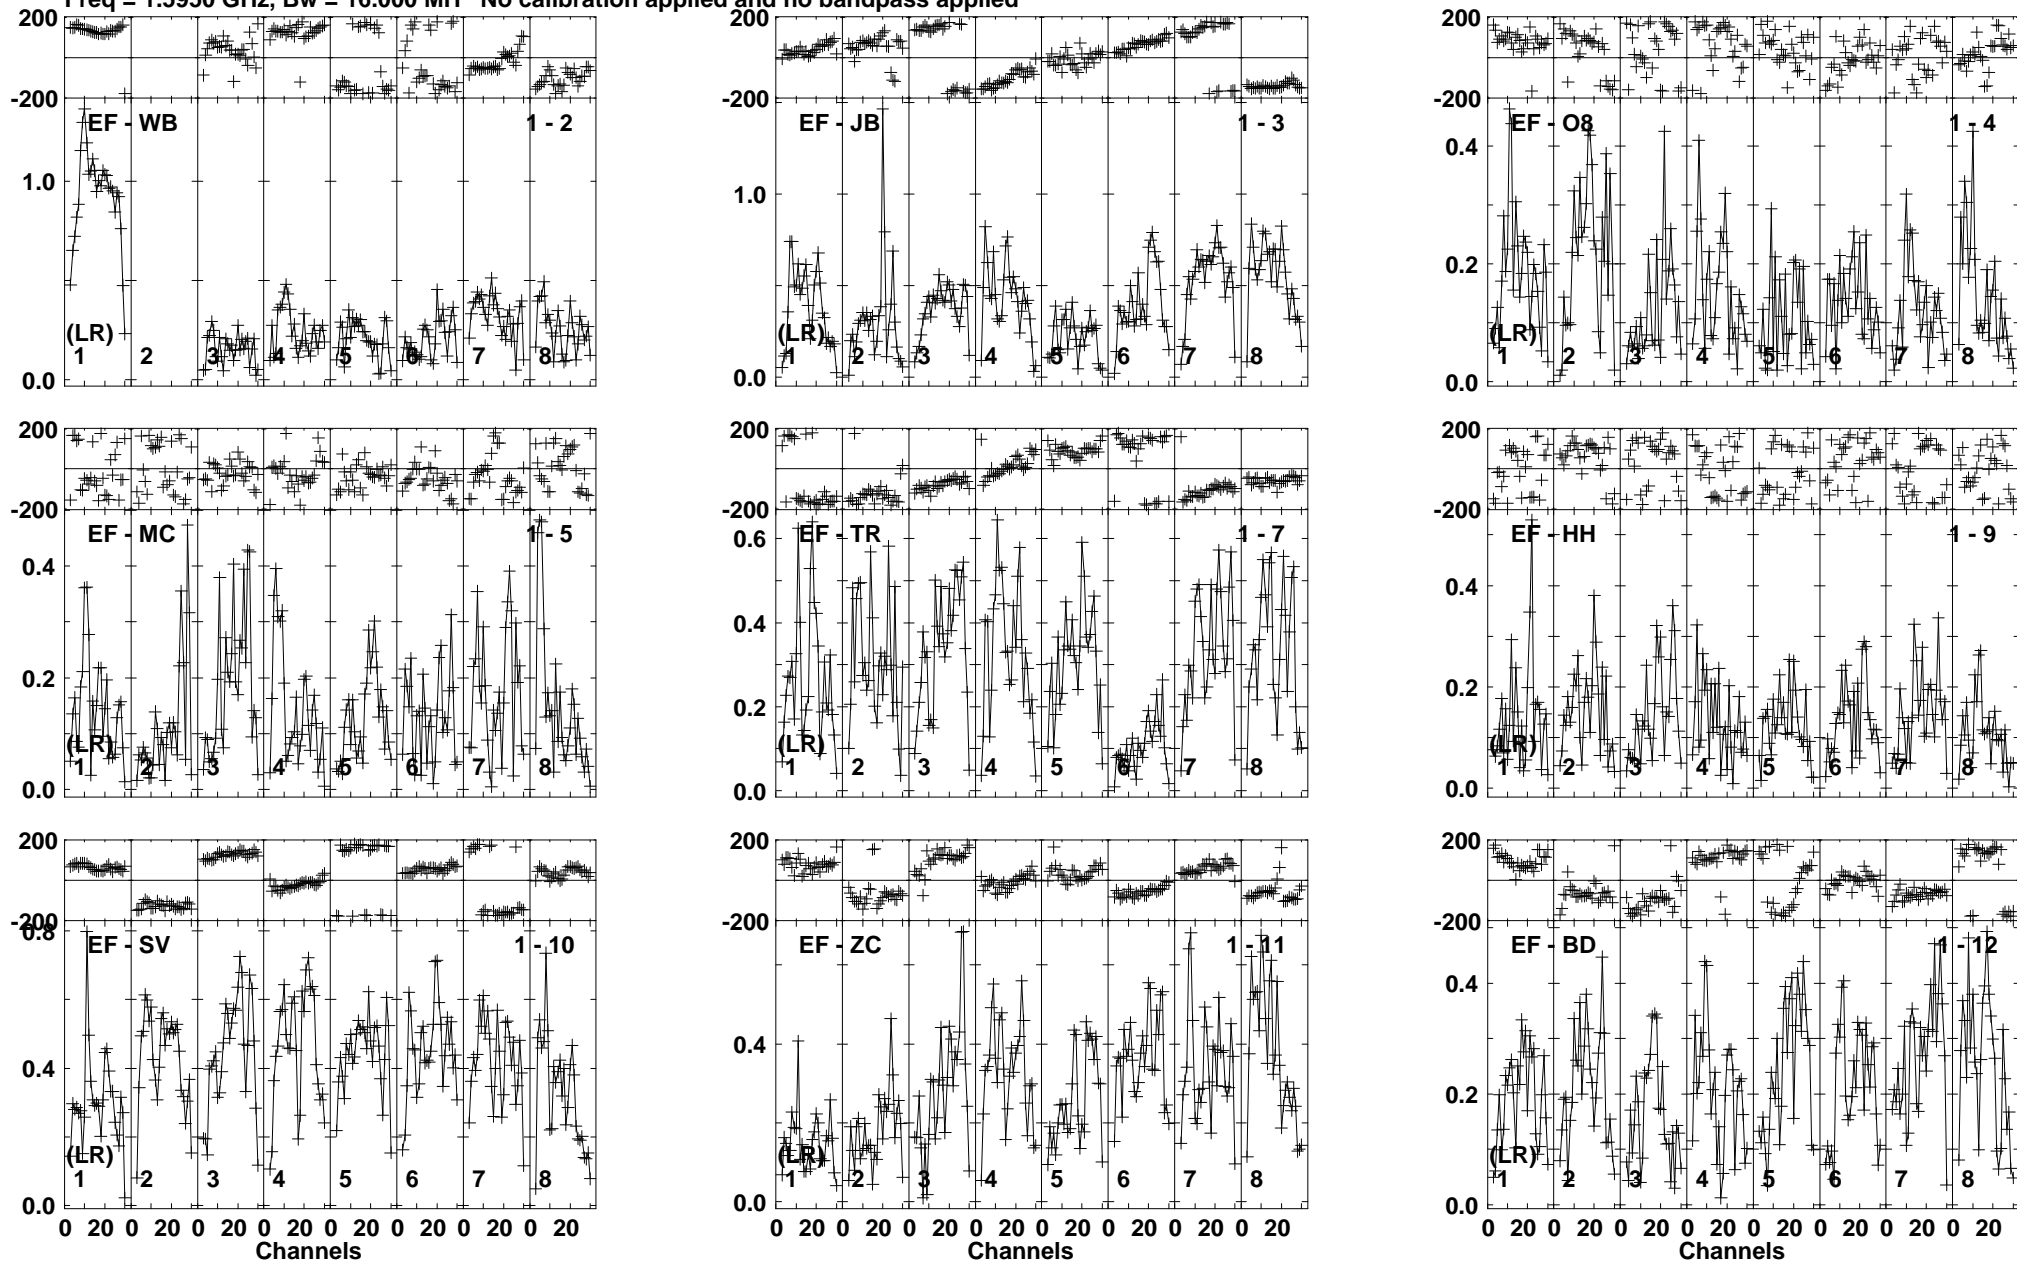 Freq = 1.5950 GHz, Bw = 16.000 MH No calibration applied and no bandpass applied
200 200 200
-200 -200 -200
EF - WB 1 - 2 EF - JB 1 - 3 EF - O8 1 - 4
1.0 1.0 0.4
0.2
(LR) (LR) (LR)
1 2 3 4 5 6 7 8 1 2 3 4 5 6 7 8 1 2 3 4 5 6 7 8
0.0 0.0 0.0
200 200 200
-200 -200 -200
EF - MC 1 - 5 EF - TR 1 - 7 EF - HH 1 - 9
0.4 0.6 0.4
0.4
0.2 0.2 0.2
(LR) (LR) (LR)
1 2 3 4 5 6 7 8 1 2 3 4 5 6 7 8 1 2 3 4 5 6 7 8
0.0 0.0 0.0
200 200 200
-200 -200 -200
0.8
EF - SV 1 - 10 EF - ZC 1 - 11 EF - BD 1 - 12
0.4 0.4 0.4
0.2
(LR) (LR) (LR)
1 2 3 4 5 6 7 8 1 2 3 4 5 6 7 8 1 2 3 4 5 6 7 8
0.0 0.0 0.0
0 20 0 20 0 20 0 20 0 20 0 20 0 20 0 20 0 20 0 20 0 20 0 20 0 20 0 20 0 20 0 20 0 20 0 20 0 20 0 20 0 20 0 20 0 20 0 20
Channels Channels Channels